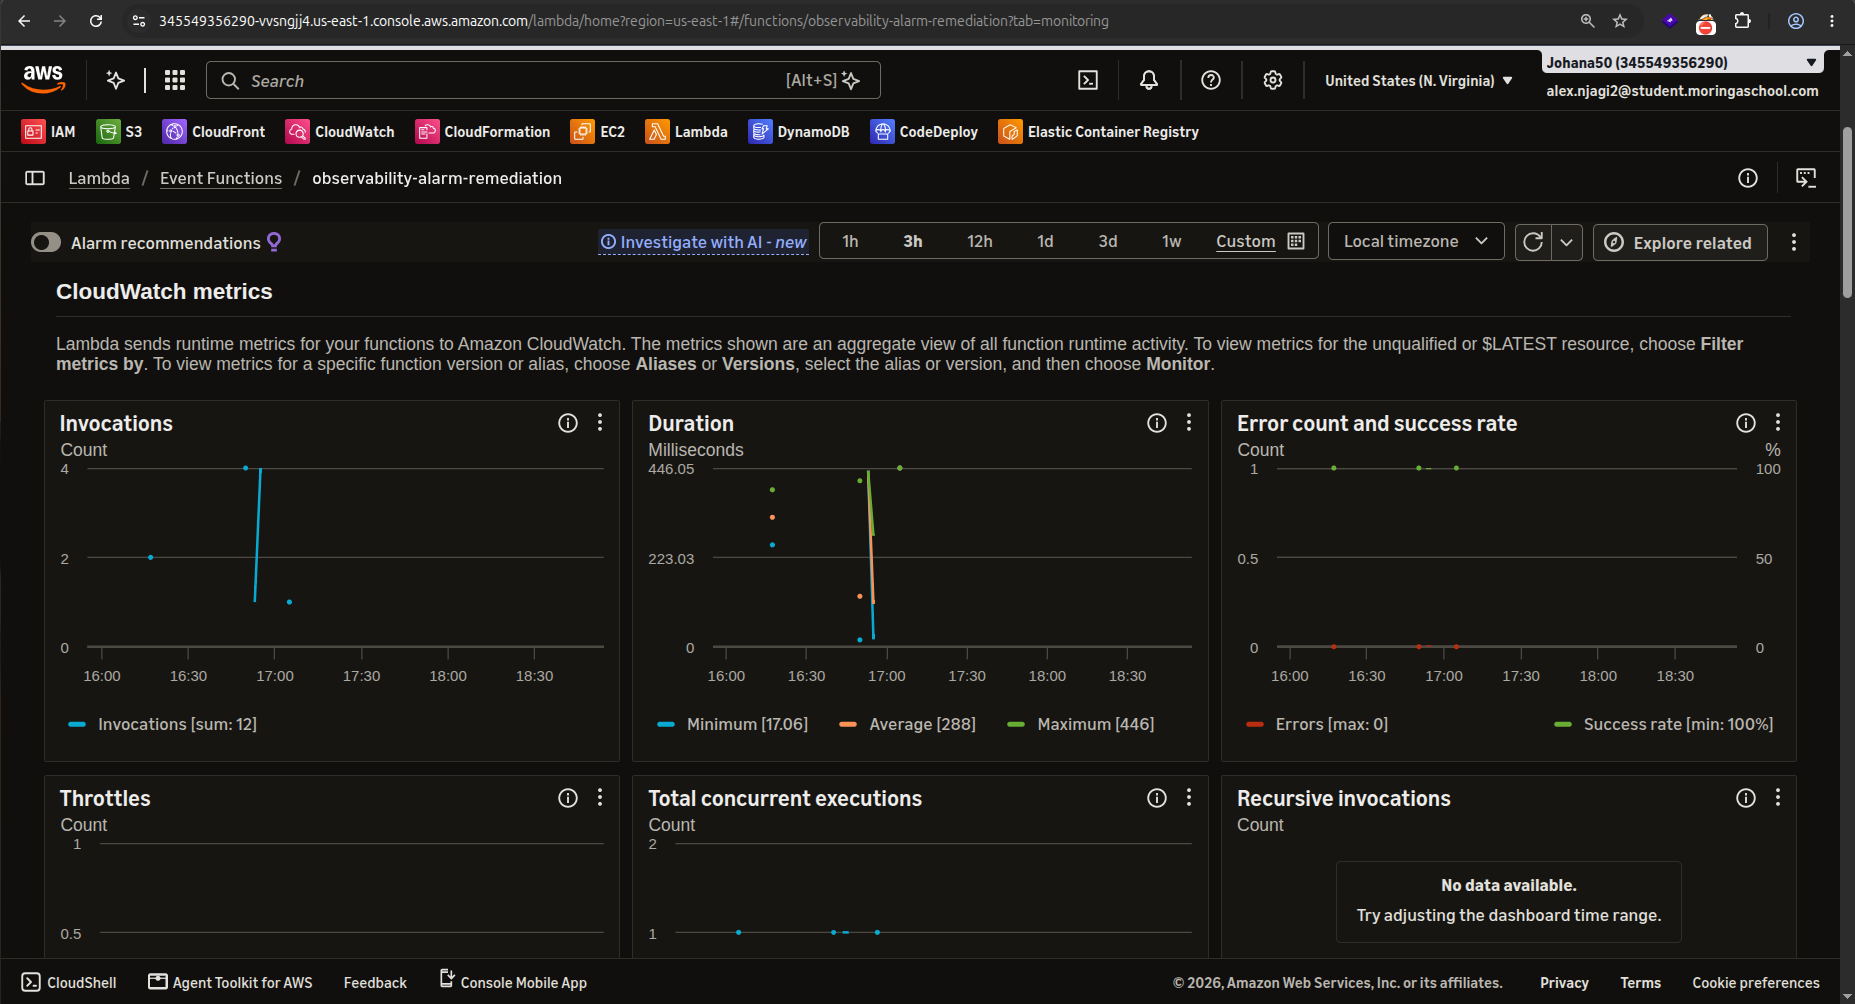 345549356290-vvsngjj4.us-east-1.console.aws.amazon.com/lambda/home?region=us-east-1#/functions/observability-alarm-remediation?tab=monitoring
aws
Search
[Alt+S]
United States (N. Virginia)
Johana50 (345549356290)
alex.njagi2@student.moringaschool.com
IAM
S3
CloudFront
CloudWatch
CloudFormation
EC2
Lambda
DynamoDB
CodeDeploy
Elastic Container Registry
Lambda / Event Functions / observability-alarm-remediation
Alarm recommendations
Investigate with AI - new
1h
3h
12h
1d
3d
1w
Custom
Local timezone
Explore related
CloudWatch metrics
Lambda sends runtime metrics for your functions to Amazon CloudWatch. The metrics shown are an aggregate view of all function runtime activity. To view metrics for the unqualified or $LATEST resource, choose Filter
metrics by. To view metrics for a specific function version or alias, choose Aliases or Versions, select the alias or version, and then choose Monitor.
Invocations
Count
4
2
0
16:00
16:30
17:00
17:30
18:00
18:30
Invocations [sum: 12]
Duration
Milliseconds
446.05
223.03
0
16:00
16:30
17:00
17:30
18:00
18:30
Minimum [17.06]
Average [288]
Maximum [446]
Error count and success rate
Count
%
1
100
0.5
50
0
0
16:00
16:30
17:00
17:30
18:00
18:30
Errors [max: 0]
Success rate [min: 100%]
Throttles
Count
1
0.5
Total concurrent executions
Count
2
1
Recursive invocations
Count
No data available.
Try adjusting the dashboard time range.
CloudShell
Agent Toolkit for AWS
Feedback
Console Mobile App
© 2026, Amazon Web Services, Inc. or its affiliates.
Privacy
Terms
Cookie preferences